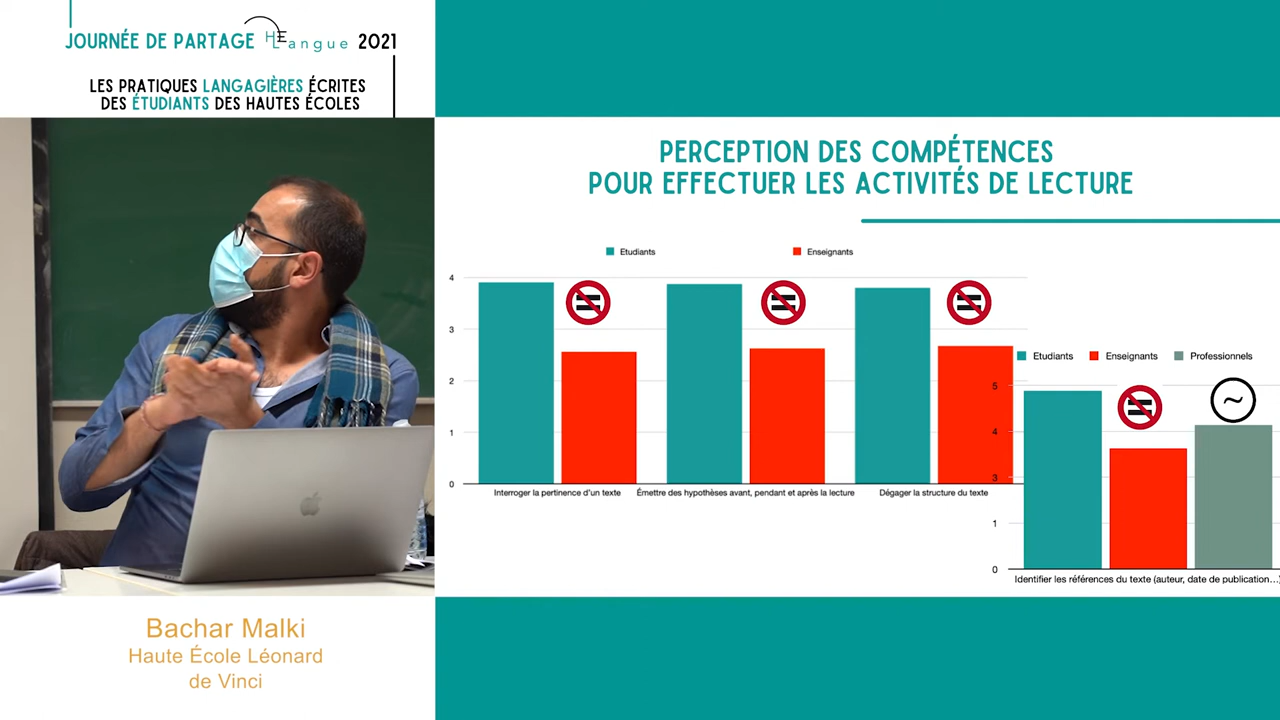 JOURNÉE DE PARTAGE HELangue 2021
LES PRATIQUES LANGAGIÈRES ÉCRITES
DES ÉTUDIANTS DES HAUTES ÉCOLES
PERCEPTION DES COMPÉTENCES
POUR EFFECTUER LES ACTIVITÉS DE LECTURE
Etudiants Enseignants
4
3
2
1
0
Interroger la pertinence d'un texte
Émettre des hypothèses avant, pendant et après la lecture
Dégager la structure du texte
Etudiants Enseignants Professionnels
5
4
3
1
0
~
Identifier les références du texte (auteur, date de publication...)
Bachar Malki
Haute École Léonard
de Vinci